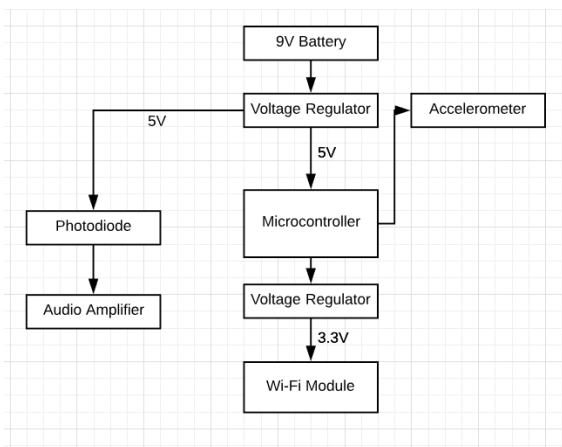 9V Battery
Voltage Regulator
Accelerometer
5V
5V
Microcontroller
Photodiode
Voltage Regulator
Audio Amplifier
3.3V
Wi-Fi Module